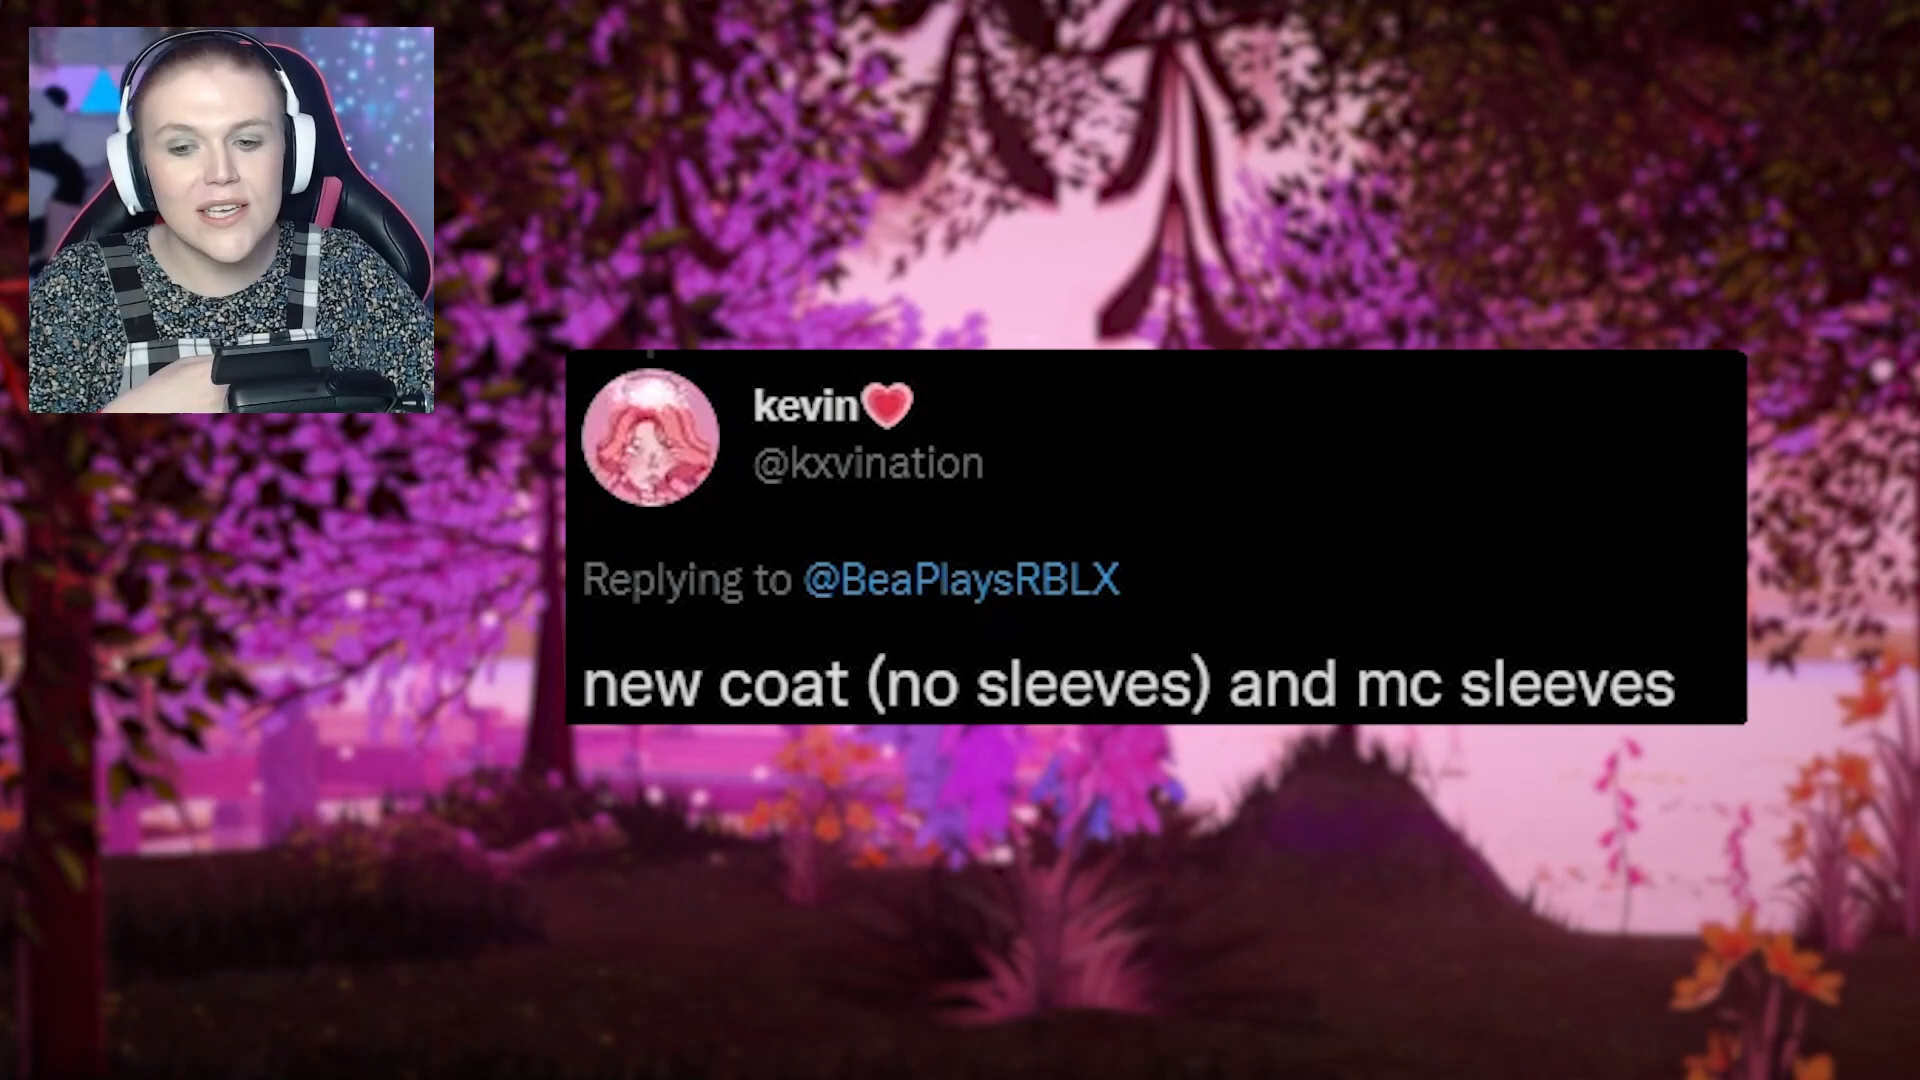 kevin❤️
@kxvination
Replying to @BeaPlaysRBLX
new coat (no sleeves) and mc sleeves